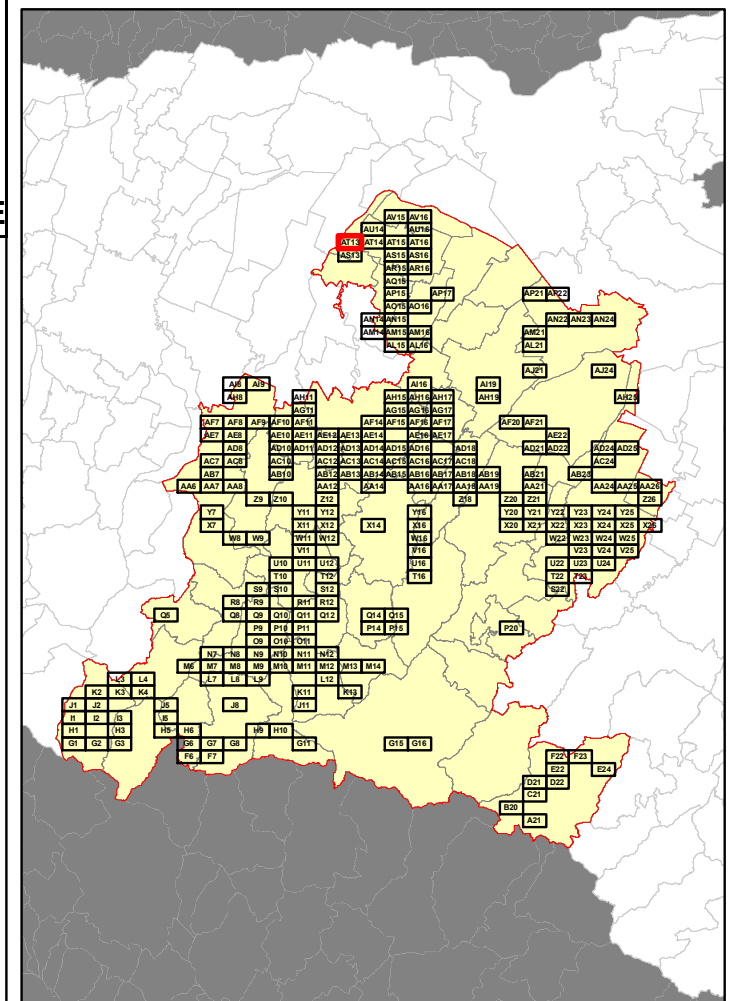 E
AV15 AV16
AU14 AU16
AT13 AT14 AT15 AT16
AS13 AS15 AS16
AR15 AR16
AQ15
AP15 AP17 AP21 AP22
AO15 AO16
AN14 AN15 AN22 AN23 AN24
AM14 AM15 AM16 AM21
AL15 AL16 AL21
AJ21 AJ24
AI8 AI9 AI16 AI19
AH8 AH11 AH15 AH16 AH17 AH19 AH25
AG11 AG15 AG16 AG17
AF7 AF8 AF9 AF10 AF11 AF14 AF15 AF16 AF17 AF20 AF21
AE7 AE8 AE10 AE11 AE12 AE13 AE14 AE16 AE17 AE22
AD8 AD10 AD11 AD12 AD13 AD14 AD15 AD16 AD18 AD21 AD22 AD24 AD25
AC7 AC8 AC10 AC12 AC13 AC14 AC15 AC16 AC17 AC18 AC24
AB7 AB10 AB12 AB13 AB14 AB15 AB16 AB17 AB18 AB19 AB21 AB23
AA6 AA7 AA8 AA12 AA14 AA16 AA17 AA18 AA19 AA21 AA24 AA25 AA26
Z9 Z10 Z12 Z18 Z20 Z21 Z26
Y7 Y11 Y12 Y16 Y20 Y21 Y22 Y23 Y24 Y25
X7 X11 X12 X14 X16 X20 X21 X22 X23 X24 X25 X26
W8 W9 W11 W12 W16 W22 W23 W24 W25
V11 V16 V23 V24 V25
U10 U11 U12 U16 U22 U23 U24
T10 T12 T16 T22 T23
S9 S10 S12 S22
R8 R9 R11 R12
Q5 Q8 Q9 Q10 Q11 Q12 Q14 Q15
P9 P10 P11 P14 P15 P20
O9 O10 O11
N7 N8 N9 N10 N11 N12
M6 M7 M8 M9 M10 M11 M12 M13 M14
L3 L4 L7 L8 L9 L12
K2 K3 K4 K11 K13
J1 J2 J5 J8 J11
I1 I2 I3 I5
H1 H3 H5 H6 H9 H10
G1 G2 G3 G6 G7 G8 G11 G15 G16
F6 F7 F22 F23
E22 E24
D21 D22
C21
B20
A21